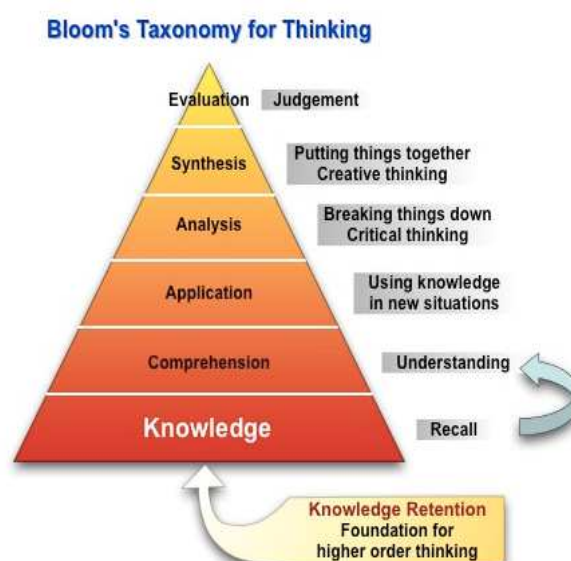 Bloom's Taxonomy for Thinking
Evaluation
Judgement
Synthesis
Putting things together
Creative thinking
Analysis
Breaking things down
Critical thinking
Application
Using knowledge
in new situations
Comprehension
Understanding
Knowledge
Recall
Knowledge Retention
Foundation for
higher order thinking